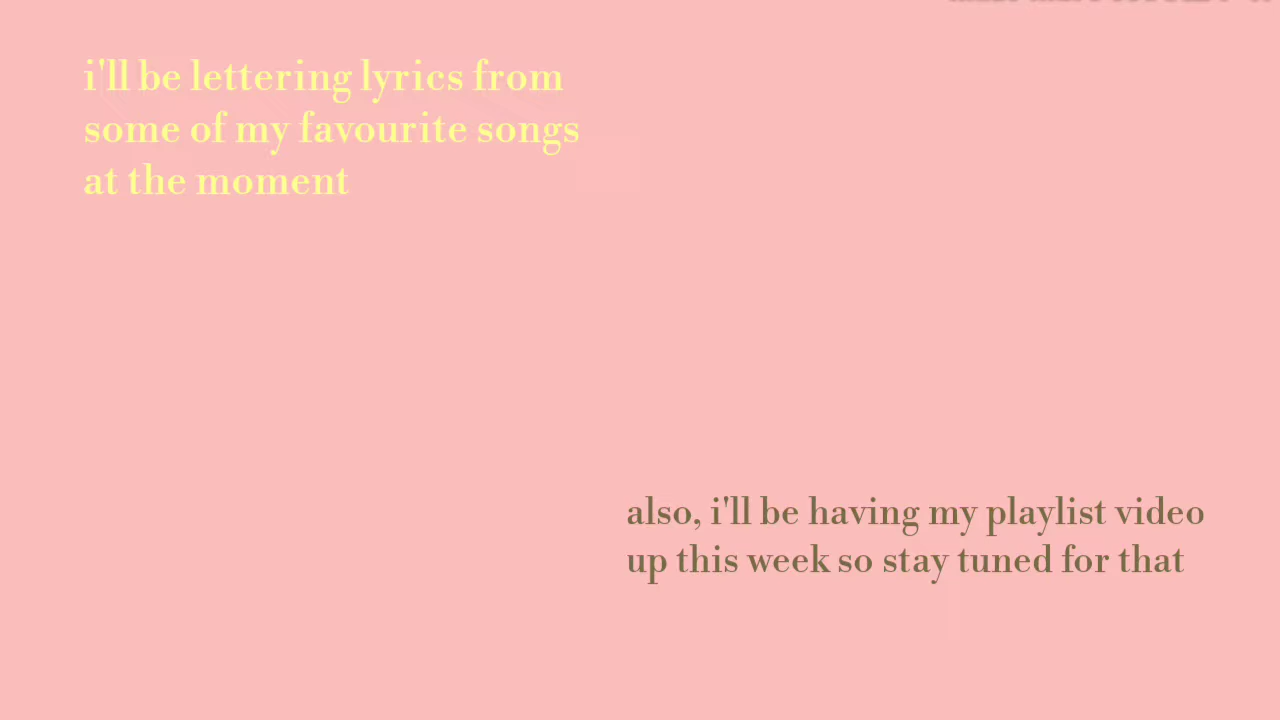 i'll be lettering lyrics from
some of my favourite songs
at the moment
also, i'll be having my playlist video
up this week so stay tuned for that